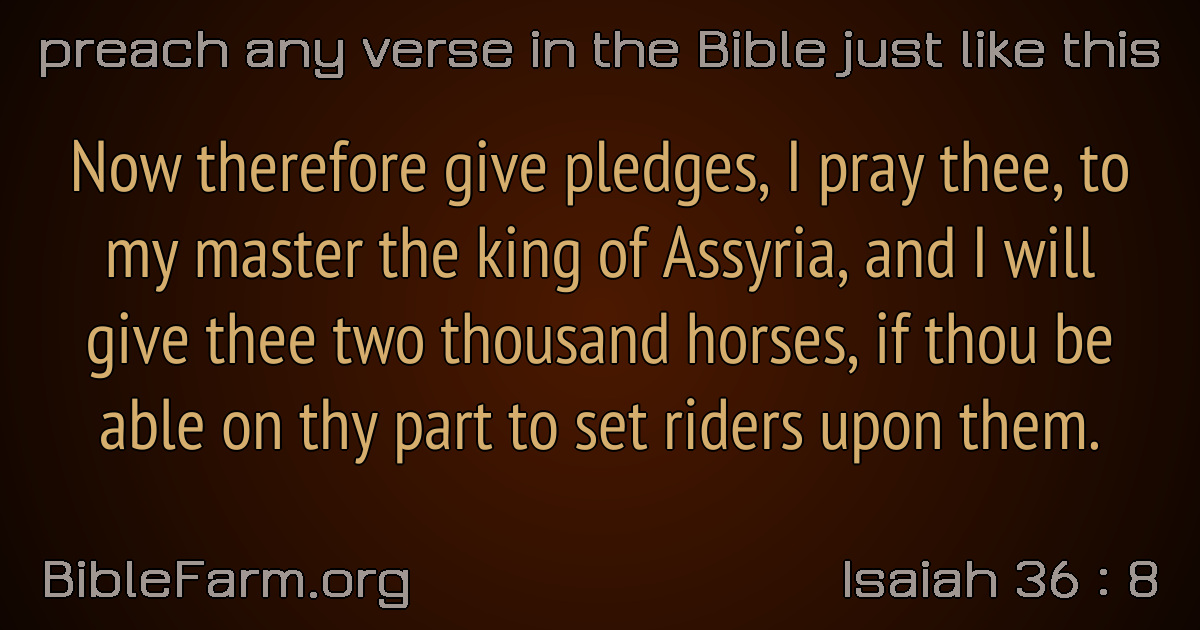 preach any verse in the Bible just like this
Now therefore give pledges, I pray thee, to
my master the king of Assyria, and I will
give thee two thousand horses, if thou be
able on thy part to set riders upon them.
BibleFarm.org
Isaiah 36 : 8